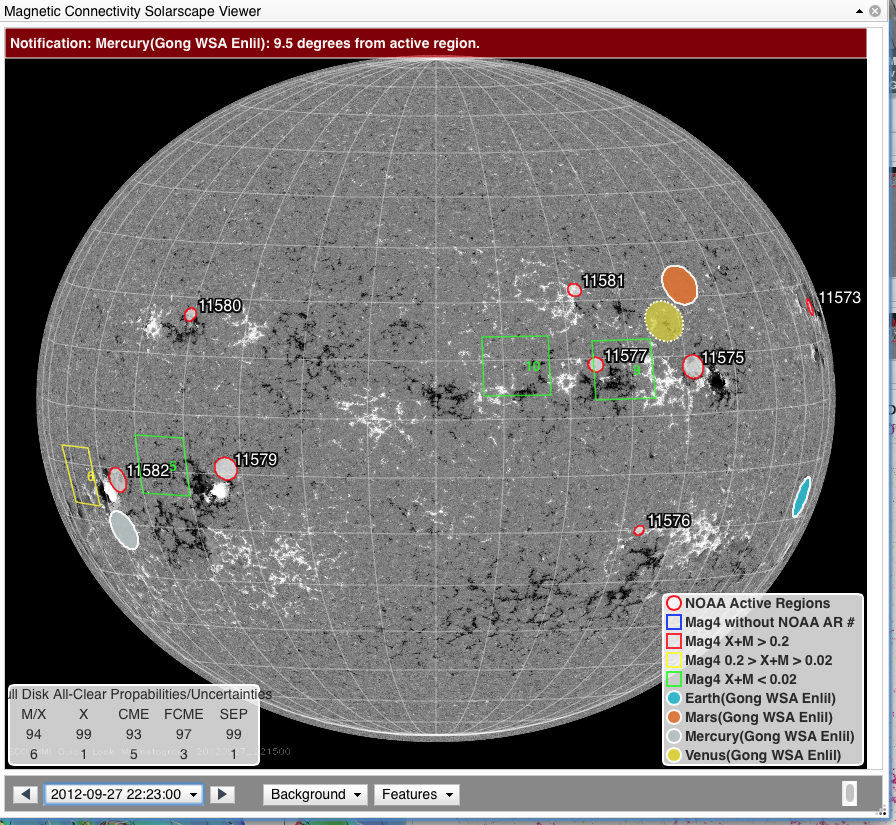 Magnetic Connectivity Solarscape Viewer
Notification: Mercury(Gong WSA Enlil): 9.5 degrees from active region.
11581
11573
11580
11577
11575
10
8
11579
11582
5
6
11576
NOAA Active Regions
Mag4 without NOAA AR #
Mag4 X+M > 0.2
Mag4 0.2 > X+M > 0.02
Mag4 X+M < 0.02
Earth(Gong WSA Enlil)
Mars(Gong WSA Enlil)
Mercury(Gong WSA Enlil)
Venus(Gong WSA Enlil)
ull Disk All-Clear Propabilities/Uncertainties
M/X X CME FCME SEP
94 99 93 97 99
6 1 5 3 1
2012-09-27 22:23:00
Background
Features